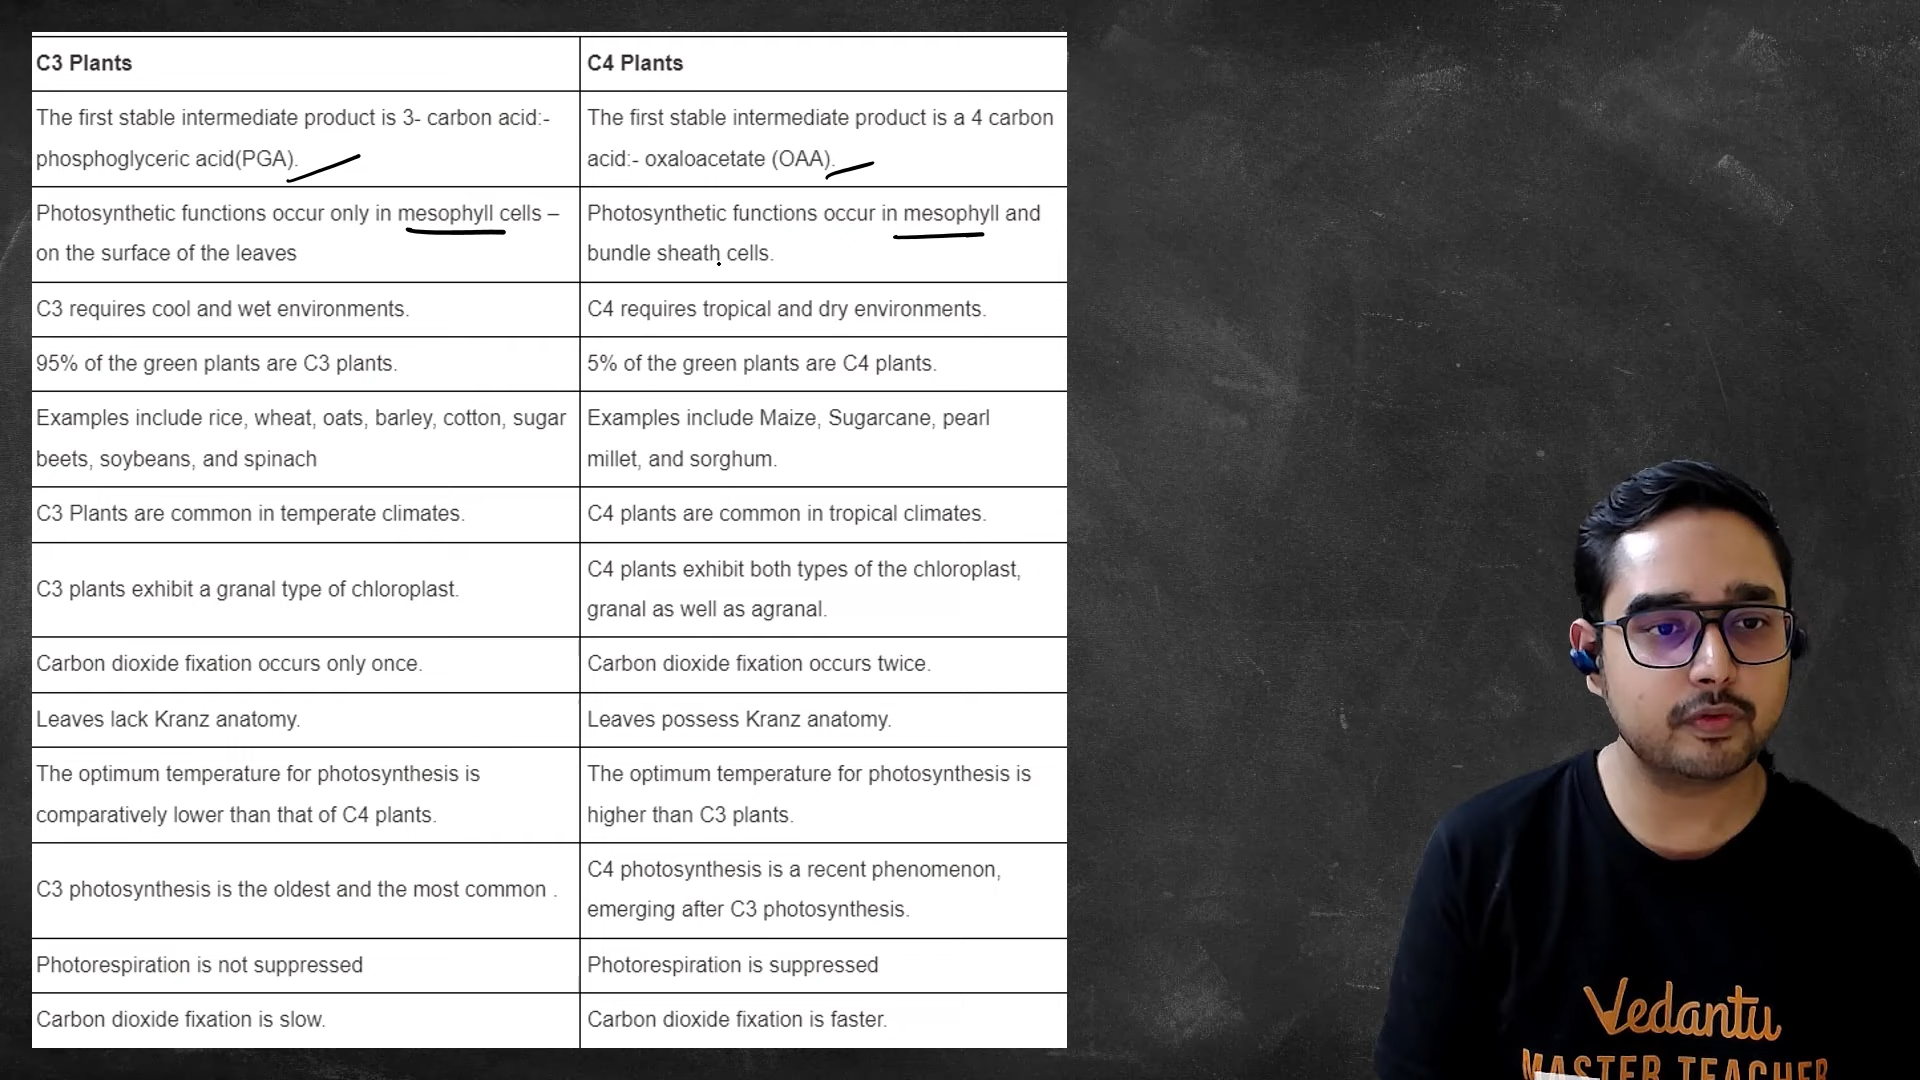 C3 Plants
C4 Plants
The first stable intermediate product is 3- carbon acid:-
phosphoglyceric acid(PGA).
The first stable intermediate product is a 4 carbon
acid:- oxaloacetate (OAA).
Photosynthetic functions occur only in mesophyll cells –
on the surface of the leaves
Photosynthetic functions occur in mesophyll and
bundle sheath cells.
C3 requires cool and wet environments.
C4 requires tropical and dry environments.
95% of the green plants are C3 plants.
5% of the green plants are C4 plants.
Examples include rice, wheat, oats, barley, cotton, sugar
beets, soybeans, and spinach
Examples include Maize, Sugarcane, pearl
millet, and sorghum.
C3 Plants are common in temperate climates.
C4 plants are common in tropical climates.
C3 plants exhibit a granal type of chloroplast.
C4 plants exhibit both types of the chloroplast,
granal as well as agranal.
Carbon dioxide fixation occurs only once.
Carbon dioxide fixation occurs twice.
Leaves lack Kranz anatomy.
Leaves possess Kranz anatomy.
The optimum temperature for photosynthesis is
comparatively lower than that of C4 plants.
The optimum temperature for photosynthesis is
higher than C3 plants.
C3 photosynthesis is the oldest and the most common .
C4 photosynthesis is a recent phenomenon,
emerging after C3 photosynthesis.
Photorespiration is not suppressed
Photorespiration is suppressed
Carbon dioxide fixation is slow.
Carbon dioxide fixation is faster.
Vedantu
MASTER TEACHER